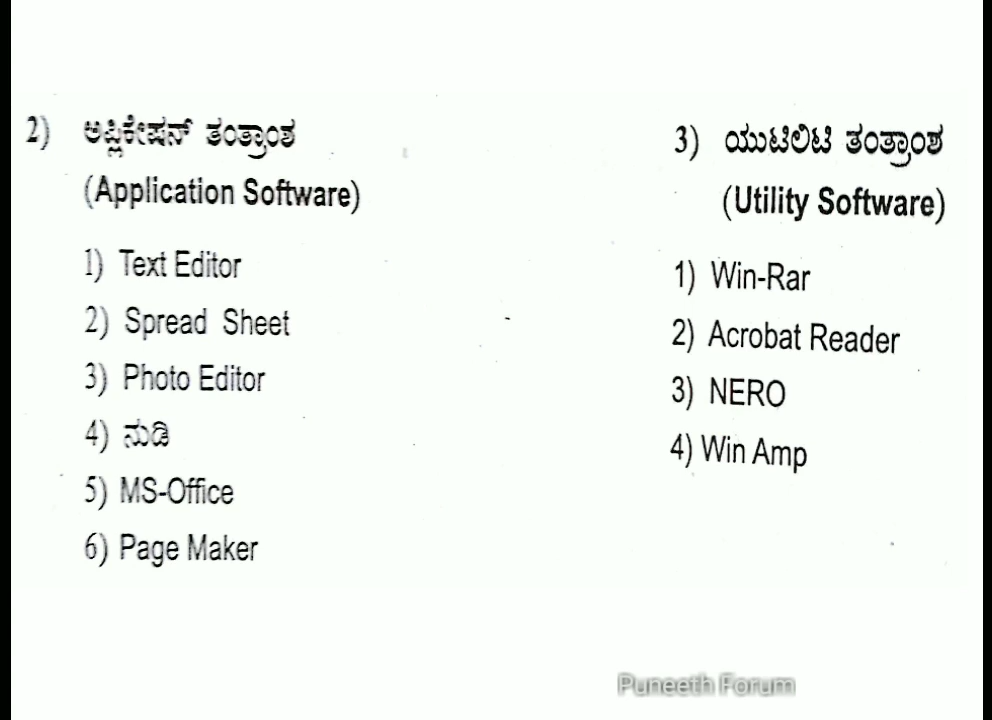 2) ಅಪ್ಲಿಕೇಷನ್ ತಂತ್ರಾಂಶ
(Application Software)
1) Text Editor
2) Spread Sheet
3) Photo Editor
4) ನುಡಿ
5) MS-Office
6) Page Maker
3) ಯುಟಿಲಿಟಿ ತಂತ್ರಾಂಶ
(Utility Software)
1) Win-Rar
2) Acrobat Reader
3) NERO
4) Win Amp
Puneeth Forum